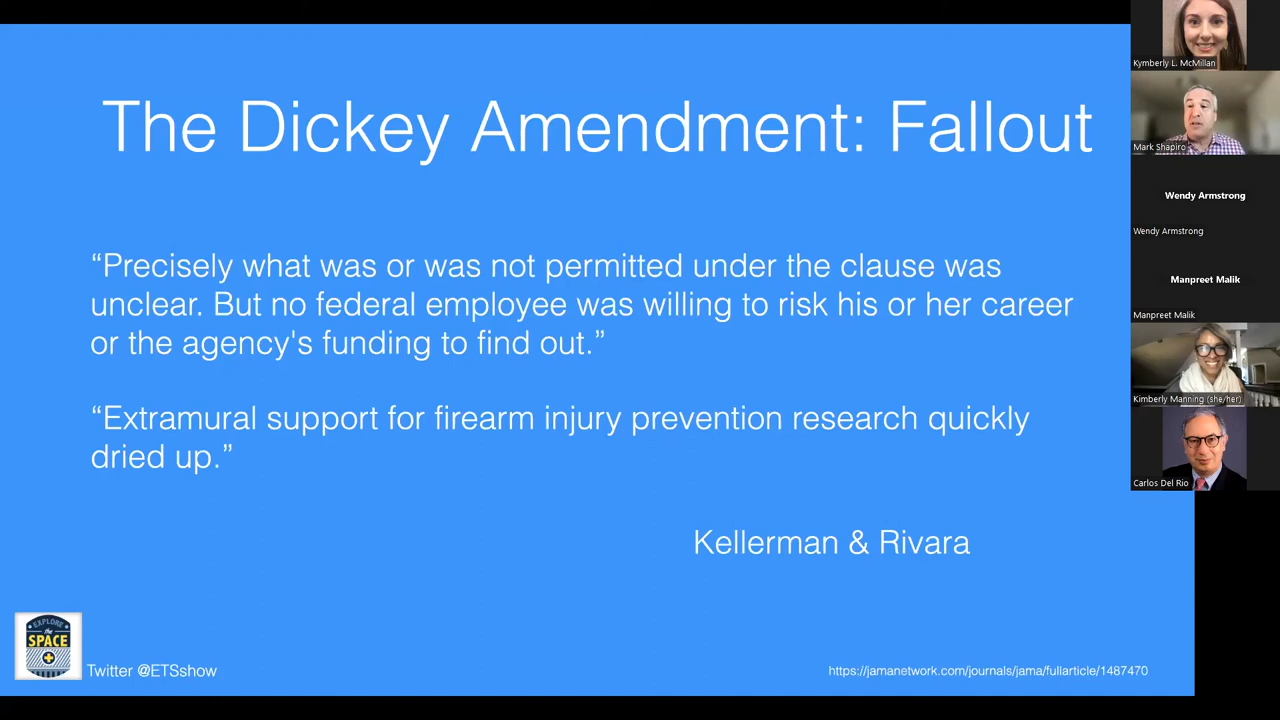 The Dickey Amendment: Fallout
“Precisely what was or was not permitted under the clause was
unclear. But no federal employee was willing to risk his or her career
or the agency's funding to find out.”
“Extramural support for firearm injury prevention research quickly
dried up.”
Kellerman & Rivara
EXPLORE
the
SPACE
Twitter @ETSshow
https://jamanetwork.com/journals/jama/fullarticle/1487470
Kymberly L. McMillan
Mark Shapiro
Wendy Armstrong
Wendy Armstrong
Manpreet Malik
Manpreet Malik
Kimberly Manning (she/her)
Carlos Del Rio